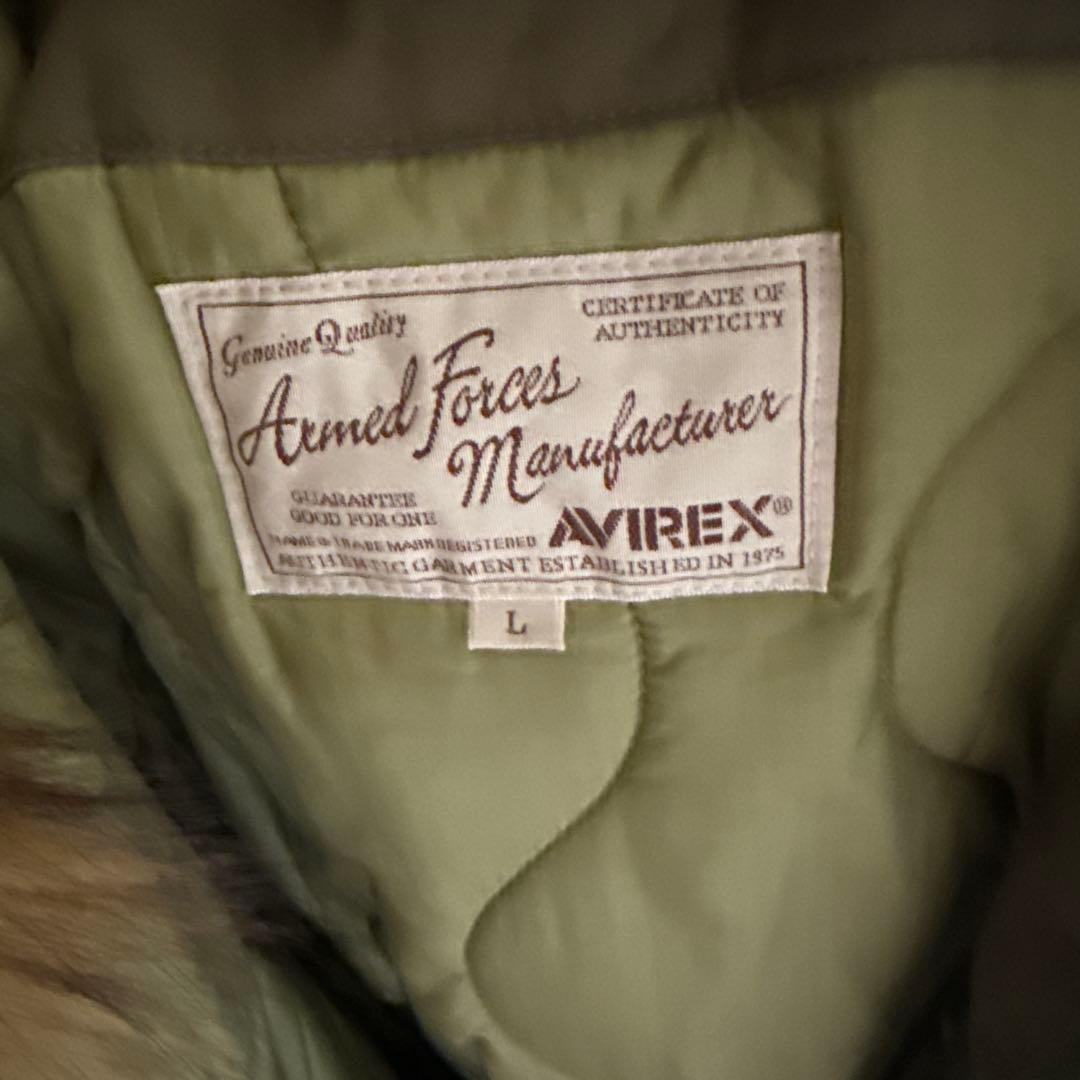 Genuine Quality
CERTIFICATE OF
AUTHENTICITY
Armed Forces
Manufacturer
GUARANTEE
GOOD FOR ONE
NAME & TRADE MARK REGISTERED
AVIREX®
AUTHENTIC GARMENT ESTABLISHED IN 1975
L